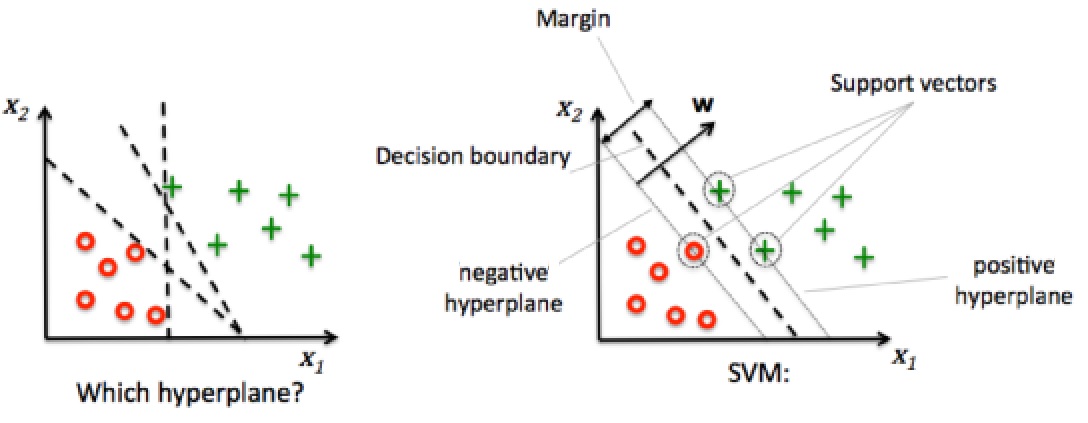 Margin
Support vectors
x2
x2
w
Decision boundary
negative
hyperplane
positive
hyperplane
x1
x1
Which hyperplane?
SVM: